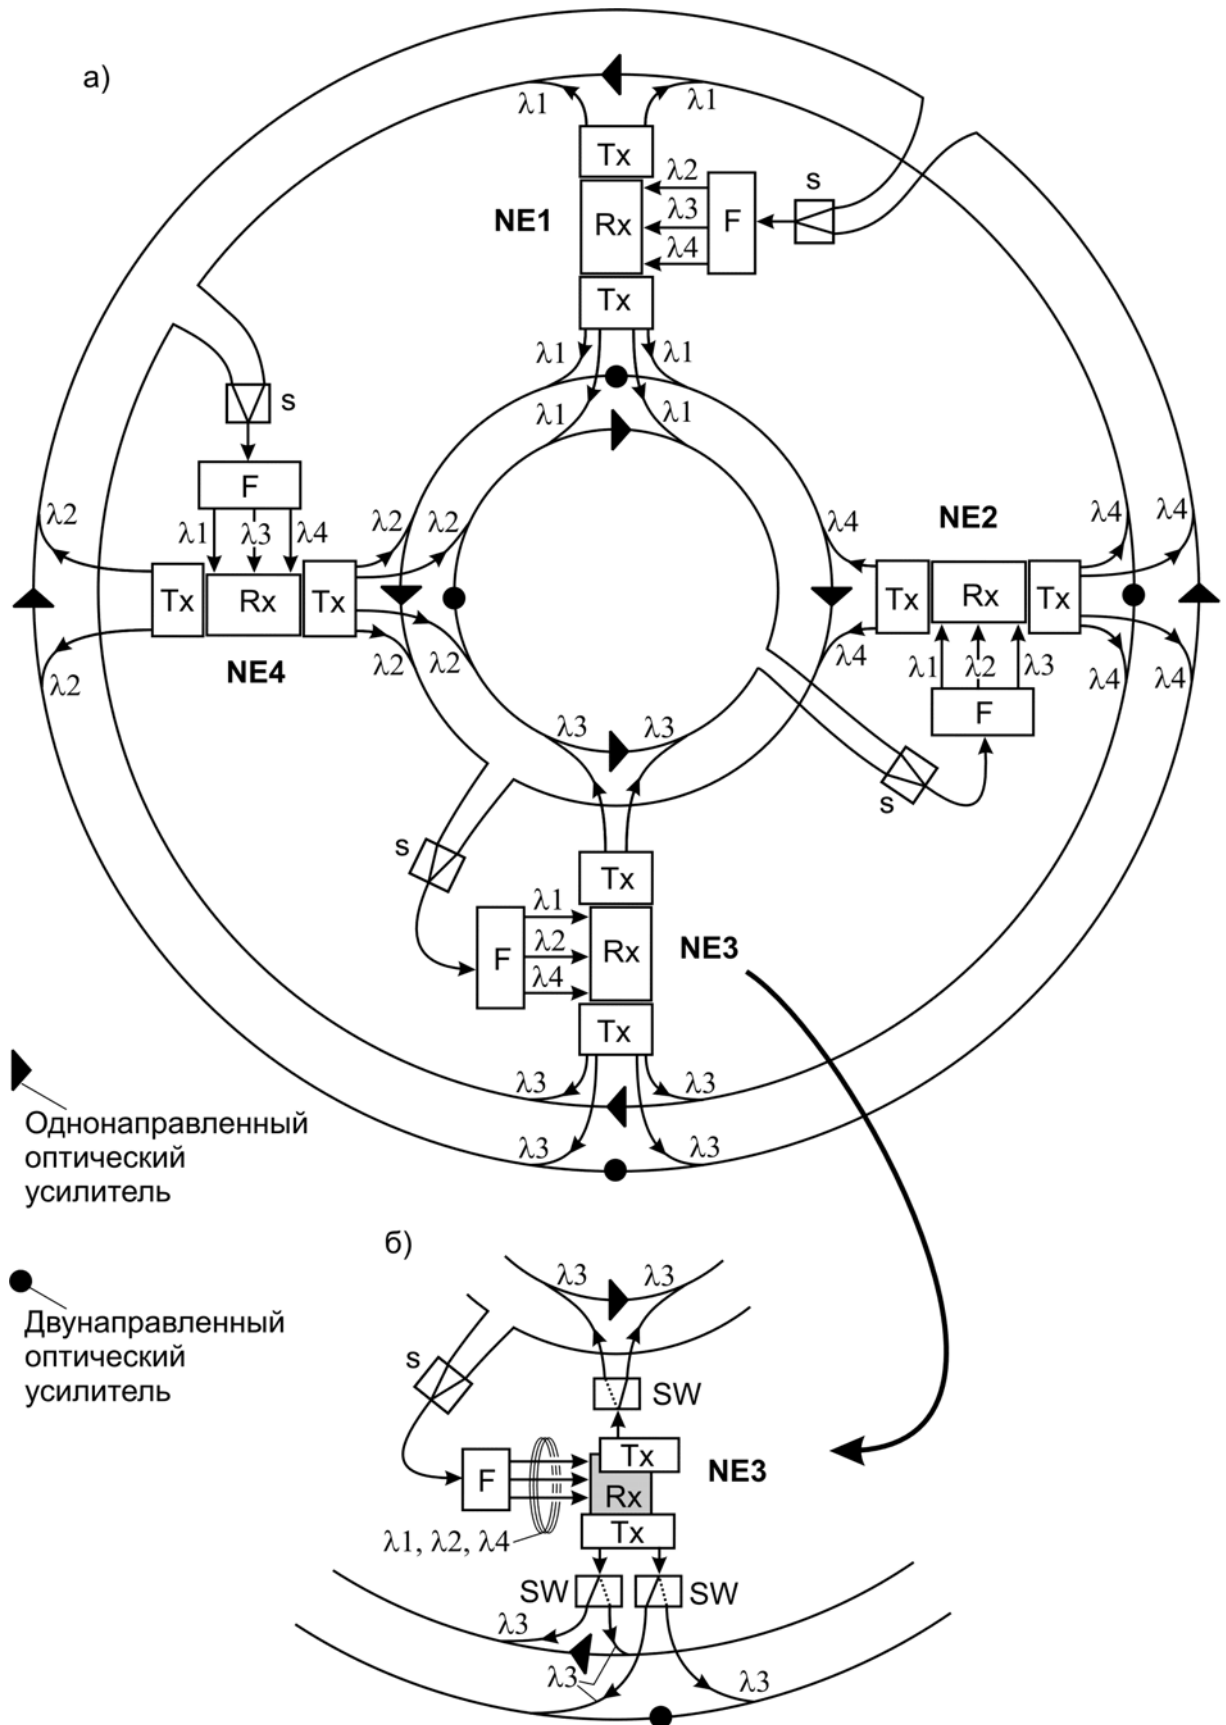 а)
λ1 λ1
Tx
λ2
s
NE1 Rx λ3 F
λ4
Tx
λ1 λ1
λ1 λ1
s
F
λ1 λ3 λ4
λ2 λ2 λ2
Tx Rx Tx
λ2 λ2 λ2
NE4
NE2
λ4 λ4 λ4
Tx Rx Tx
λ4 λ1 λ2 λ3 λ4 λ4
F
s
λ3 λ3
s
Tx
λ1
F λ2 Rx NE3
λ4
Tx
λ3 λ3
λ3 λ3
Однонаправленный
оптический
усилитель
Двунаправленный
оптический
усилитель
б)
λ3 λ3
s
SW
Tx NE3
F Rx
λ1, λ2, λ4 Tx
SW SW
λ3
λ3 λ3